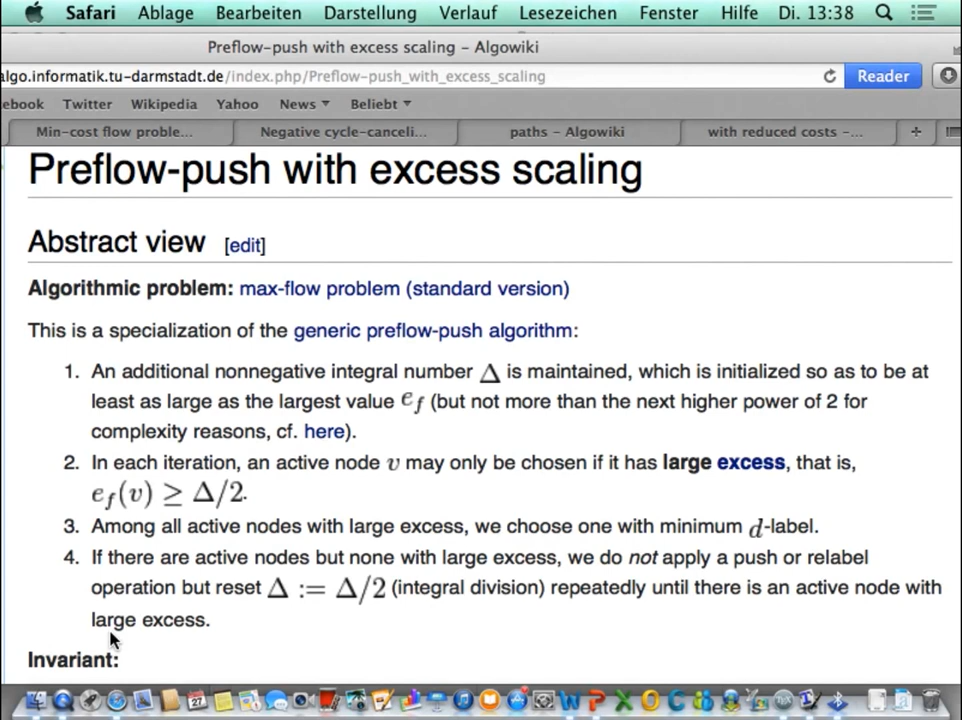 Safari Ablage Bearbeiten Darstellung Verlauf Lesezeichen Fenster Hilfe Di. 13:38
Preflow-push with excess scaling – Algowiki
algo.informatik.tu-darmstadt.de/index.php/Preflow-push_with_excess_scaling Reader
ebook Twitter Wikipedia Yahoo News ▼ Beliebt ▼
Min-cost flow proble... Negative cycle-canceli... paths – Algowiki with reduced costs –... +
Preflow-push with excess scaling
Abstract view [edit]
Algorithmic problem: max-flow problem (standard version)
This is a specialization of the generic preflow-push algorithm:
1. An additional nonnegative integral number Δ is maintained, which is initialized so as to be at
least as large as the largest value e_f (but not more than the next higher power of 2 for
complexity reasons, cf. here).
2. In each iteration, an active node v may only be chosen if it has large excess, that is,
e_f(v) ≥ Δ/2.
3. Among all active nodes with large excess, we choose one with minimum d-label.
4. If there are active nodes but none with large excess, we do not apply a push or relabel
operation but reset Δ := Δ/2 (integral division) repeatedly until there is an active node with
large excess.
Invariant: